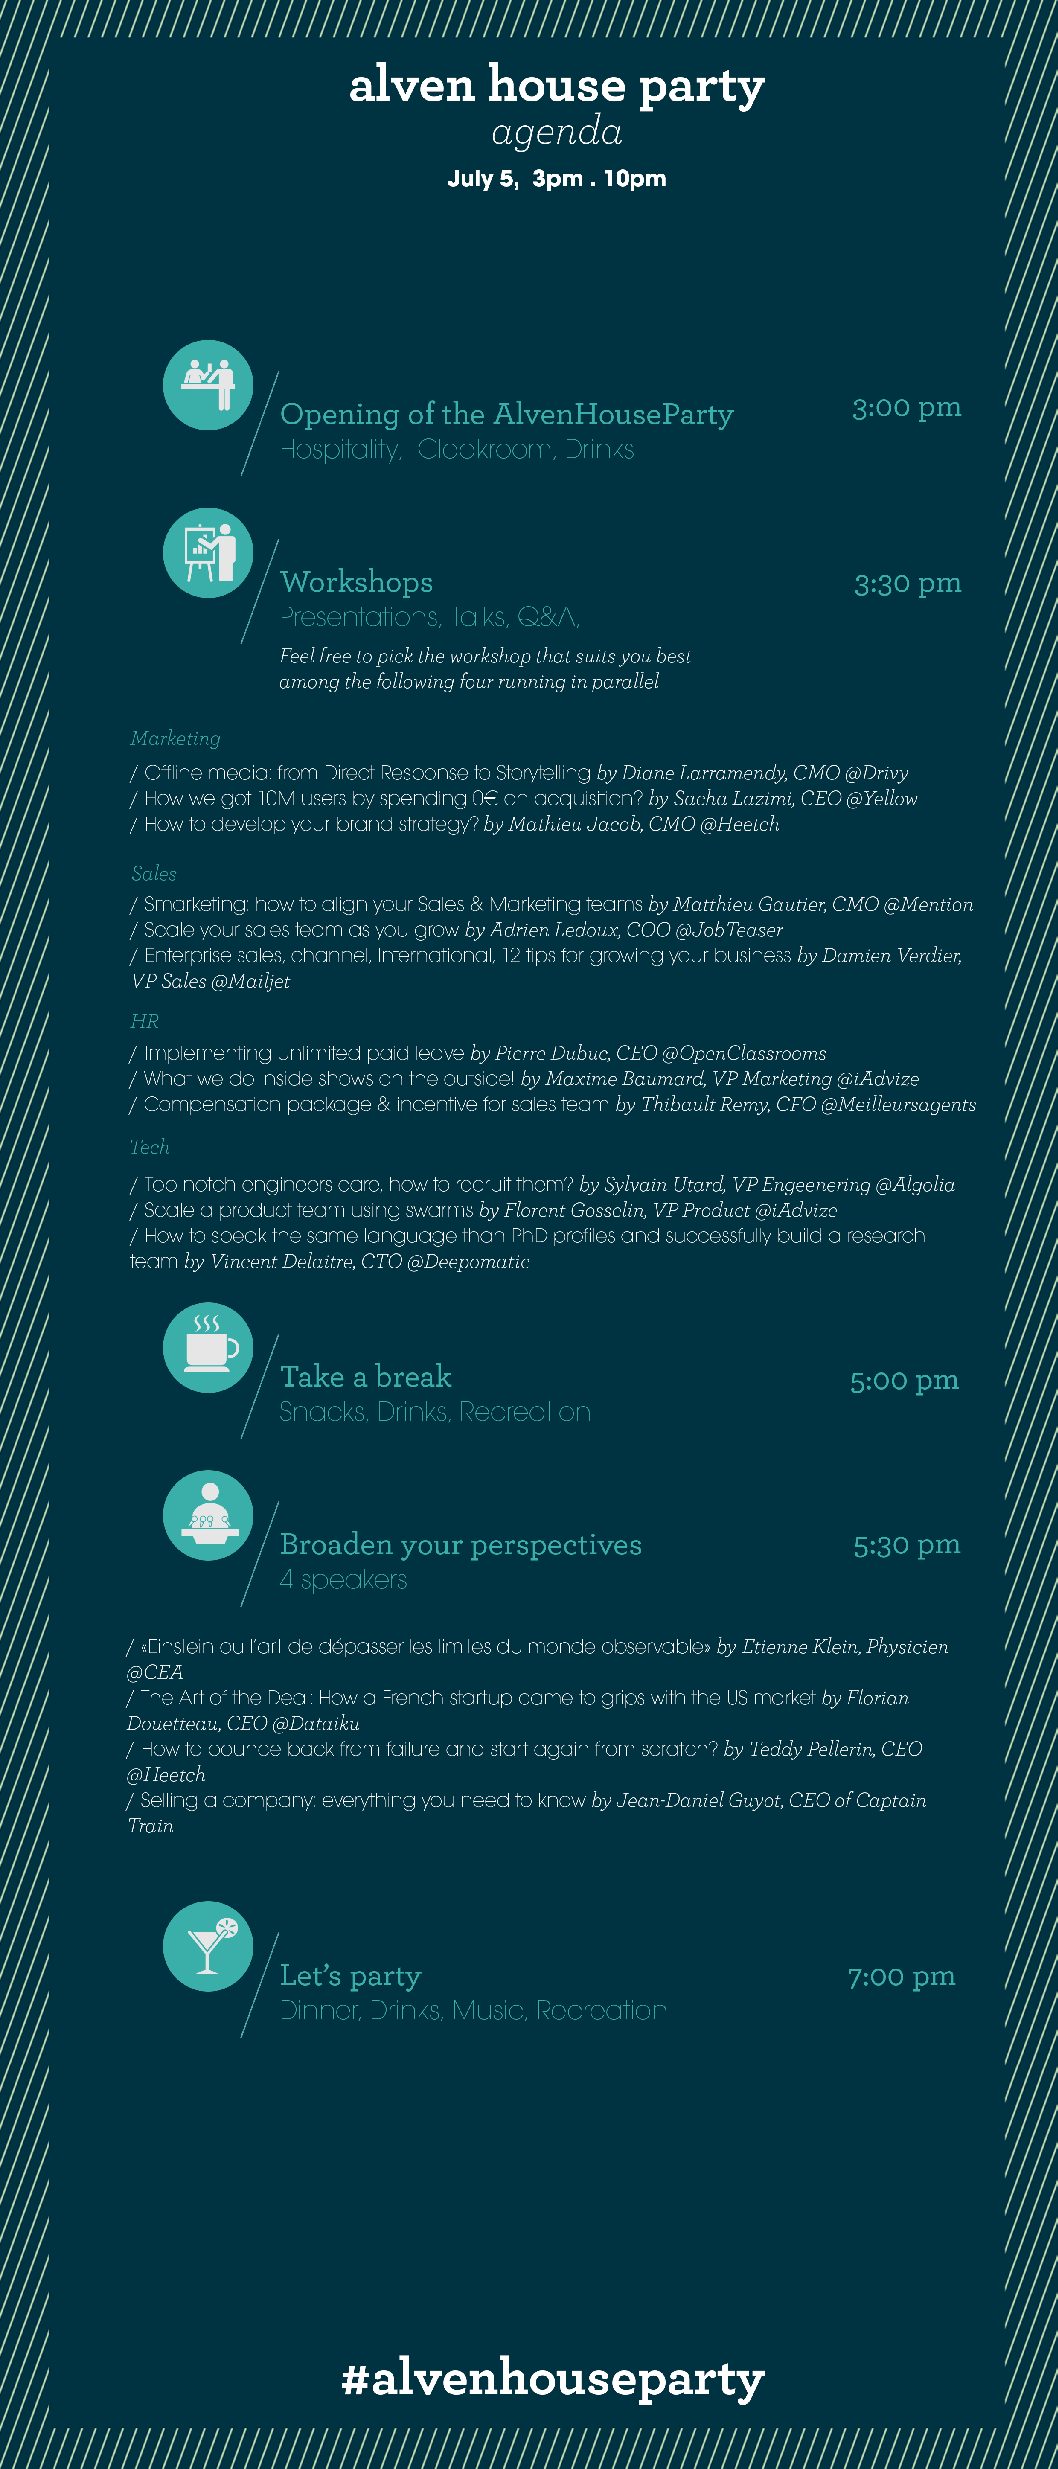 alven house party
agenda
July 5, 3pm . 10pm
Opening of the AlvenHouseParty
3:00 pm
Hospitality, Cloakroom, Drinks
Workshops
3:30 pm
Presentations, Talks, Q&A,
Feel free to pick the workshop that suits you best
among the following four running in parallel
Marketing
/ Offline media: from Direct Response to Storytelling by Diane Larramendy, CMO @Drivy
/ How we got 10M users by spending 0€ on acquisition? by Sacha Lazimi, CEO @Yellow
/ How to develop your brand strategy? by Mathieu Jacob, CMO @Heetch
Sales
/ Smarketing: how to align your Sales & Marketing teams by Matthieu Gautier, CMO @Mention
/ Scale your sales team as you grow by Adrien Ledoux, COO @JobTeaser
/ Enterprise sales, channel, International, 12 tips for growing your business by Damien Verdier,
VP Sales @Mailjet
HR
/ Implementing unlimited paid leave by Pierre Dubuc, CEO @OpenClassrooms
/ What we do inside shows on the outside! by Maxime Baumard, VP Marketing @iAdvize
/ Compensation package & incentive for sales team by Thibault Remy, CFO @Meilleursagents
Tech
/ Top notch engineers care, how to recruit them? by Sylvain Utard, VP Engeenering @Algolia
/ Scale a product team using swarms by Florent Gosselin, VP Product @iAdvize
/ How to speak the same language than PhD profiles and successfully build a research
team by Vincent Delaitre, CTO @Deepomatic
Take a break
5:00 pm
Snacks, Drinks, Recreation
Broaden your perspectives
5:30 pm
4 speakers
/ «Einstein ou l'art de dépasser les limites du monde observable» by Etienne Klein, Physicien
@CEA
/ The Art of the Deal: How a French startup came to grips with the US market by Florian
Douetteau, CEO @Dataiku
/ How to bounce back from failure and start again from scratch? by Teddy Pellerin, CEO
@Heetch
/ Selling a company: everything you need to know by Jean-Daniel Guyot, CEO of Captain
Train
Let's party
7:00 pm
Dinner, Drinks, Music, Recreation
#alvenhouseparty